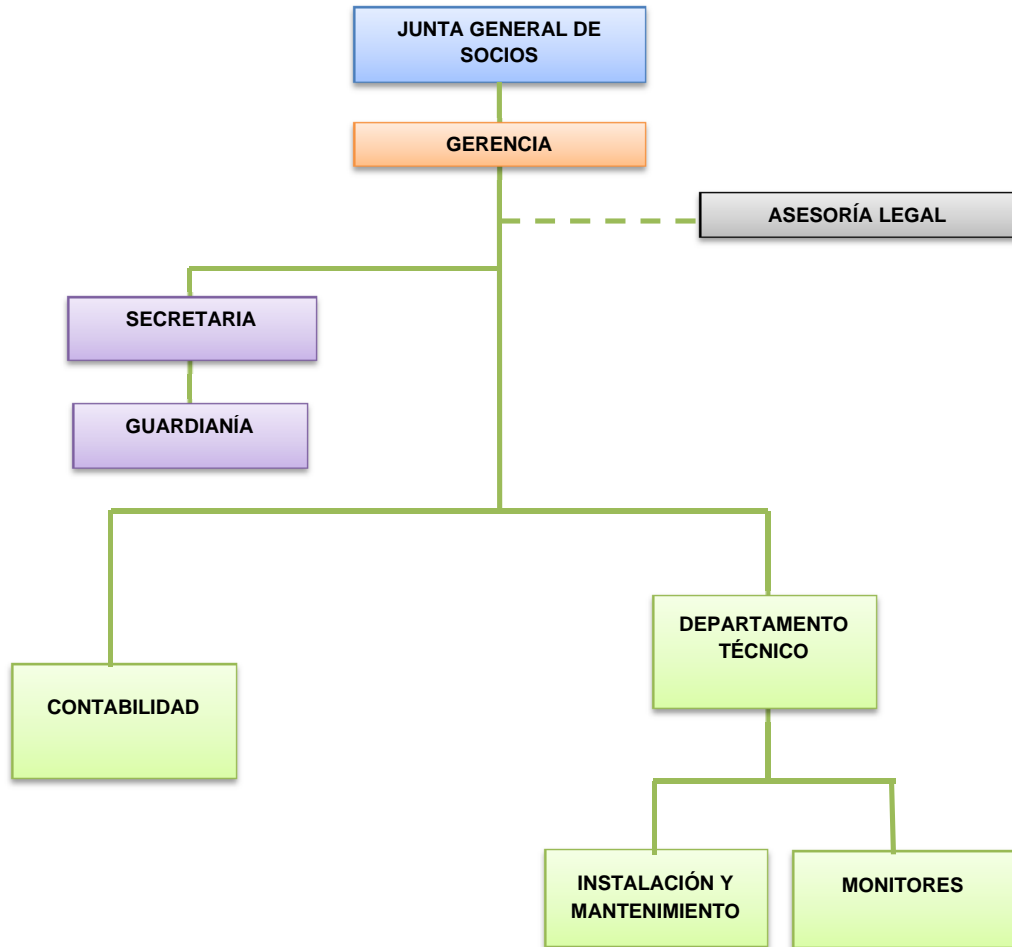 JUNTA GENERAL DE
SOCIOS
GERENCIA
ASESORÍA LEGAL
SECRETARIA
GUARDIANÍA
DEPARTAMENTO
TÉCNICO
CONTABILIDAD
INSTALACIÓN Y
MANTENIMIENTO
MONITORES